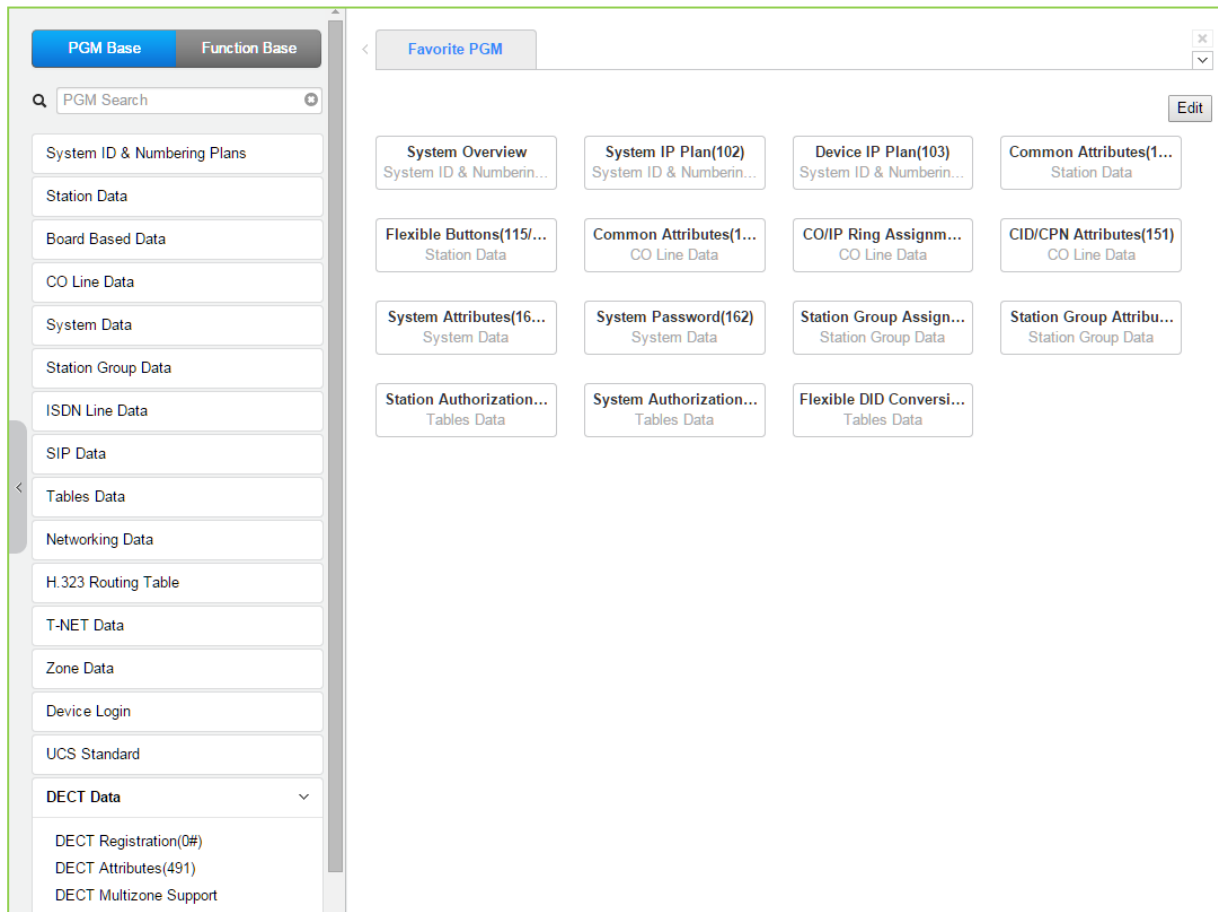 PGM Base
Function Base
PGM Search
System ID & Numbering Plans
Station Data
Board Based Data
CO Line Data
System Data
Station Group Data
ISDN Line Data
SIP Data
Tables Data
Networking Data
H.323 Routing Table
T-NET Data
Zone Data
Device Login
UCS Standard
DECT Data
DECT Registration(0#)
DECT Attributes(491)
DECT Multizone Support
Favorite PGM
Edit
System Overview
System ID & Numberin...
System IP Plan(102)
System ID & Numberin...
Device IP Plan(103)
System ID & Numberin...
Common Attributes(1...
Station Data
Flexible Buttons(115/...
Station Data
Common Attributes(1...
CO Line Data
CO/IP Ring Assignm...
CO Line Data
CID/CPN Attributes(151)
CO Line Data
System Attributes(16...
System Data
System Password(162)
System Data
Station Group Assign...
Station Group Data
Station Group Attribu...
Station Group Data
Station Authorization...
Tables Data
System Authorization...
Tables Data
Flexible DID Conversi...
Tables Data